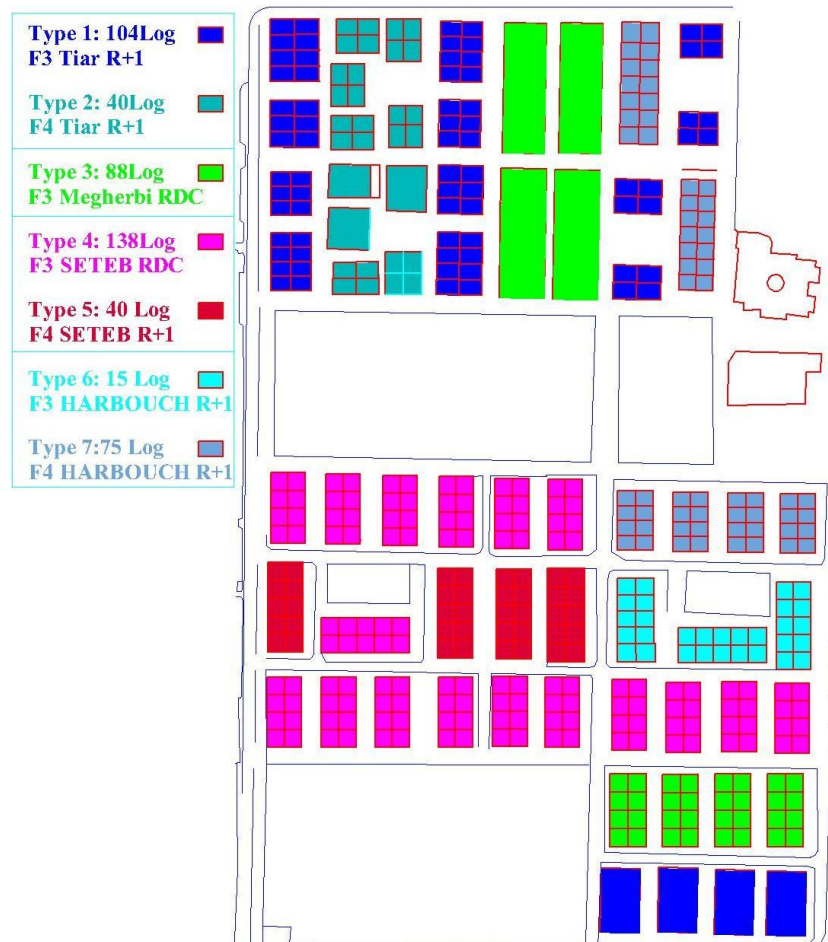 Type 1: 104Log
F3 Tiar R+1
Type 2: 40Log
F4 Tiar R+1
Type 3: 88Log
F3 Megherbi RDC
Type 4: 138Log
F3 SETEB RDC
Type 5: 40 Log
F4 SETEB R+1
Type 6: 15 Log
F3 HARBOUCH R+1
Type 7:75 Log
F4 HARBOUCH R+1